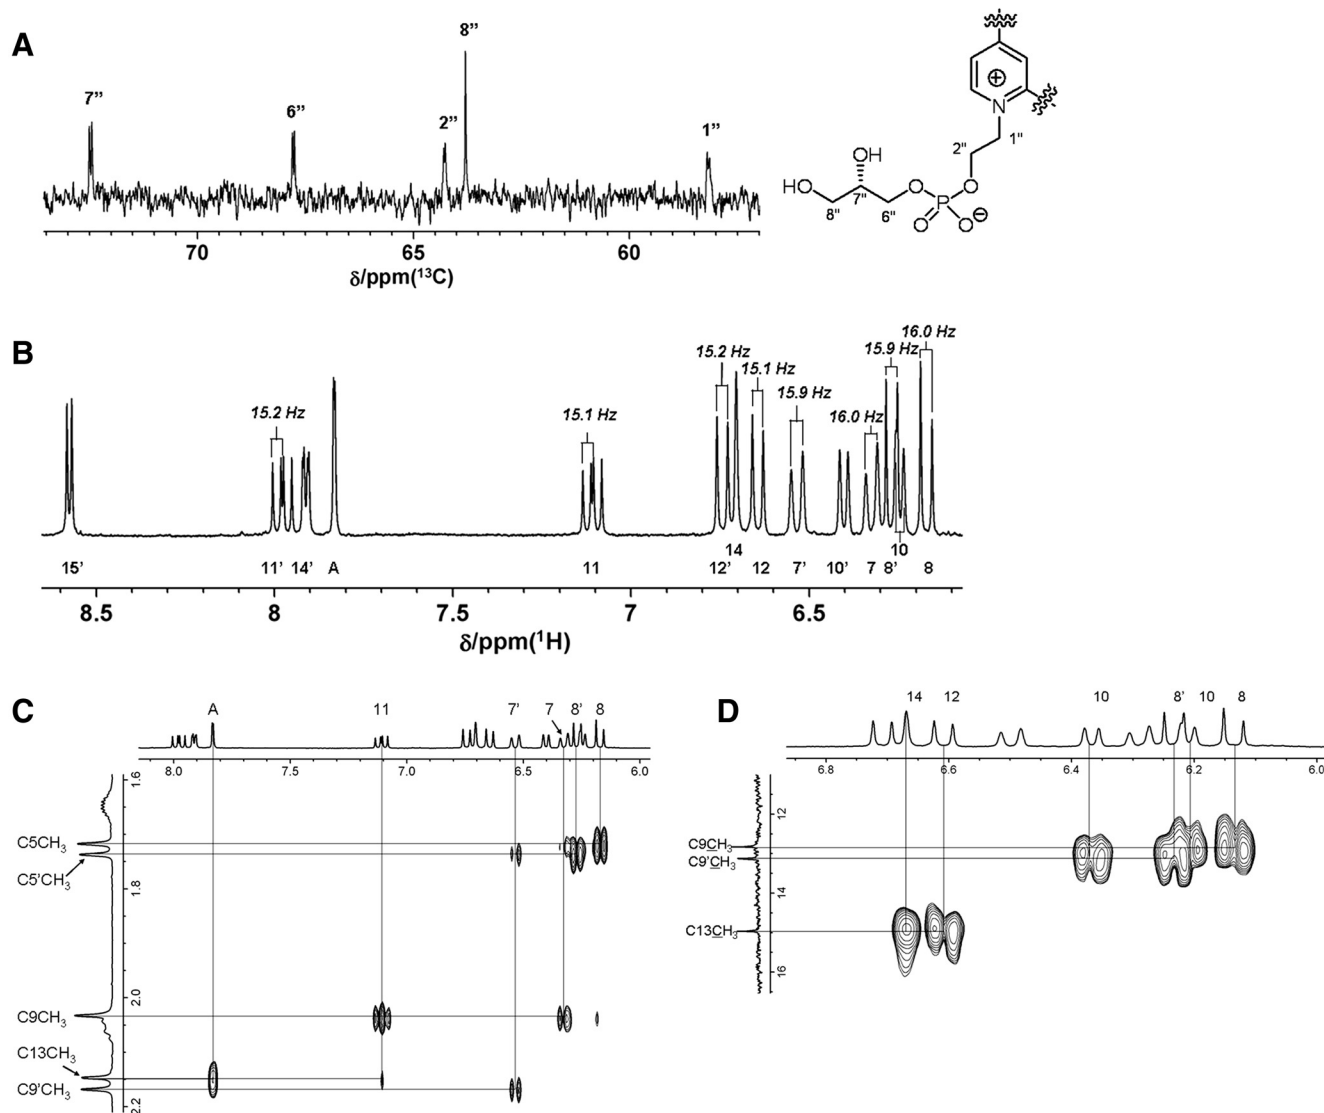 A
7”
6”
2”
8”
1”
70
65
60
δ/ppm(¹³C)
N
2"
1"
OH
HO
8"
7"
6"
O
P
O
O
O⊖
⊕
B
15.2 Hz
15.1 Hz
15.2 Hz
15.1 Hz
15.9 Hz
16.0 Hz
15.9 Hz
16.0 Hz
14
10
15’
11’
14’
A
11
12’
12
7’
10’
7
8’
8
8.5
8
7.5
7
6.5
δ/ppm(¹H)
C
A
11
7’
7
8’
8
8.0
7.5
7.0
6.5
6.0
1.6
1.8
2.0
2.2
C5CH₃
C5’CH₃
C9CH₃
C13CH₃
C9’CH₃
D
14
12
10
8’
10
8
6.8
6.6
6.4
6.2
6.0
12
14
16
C9CH₃
C9’CH₃
C13CH₃